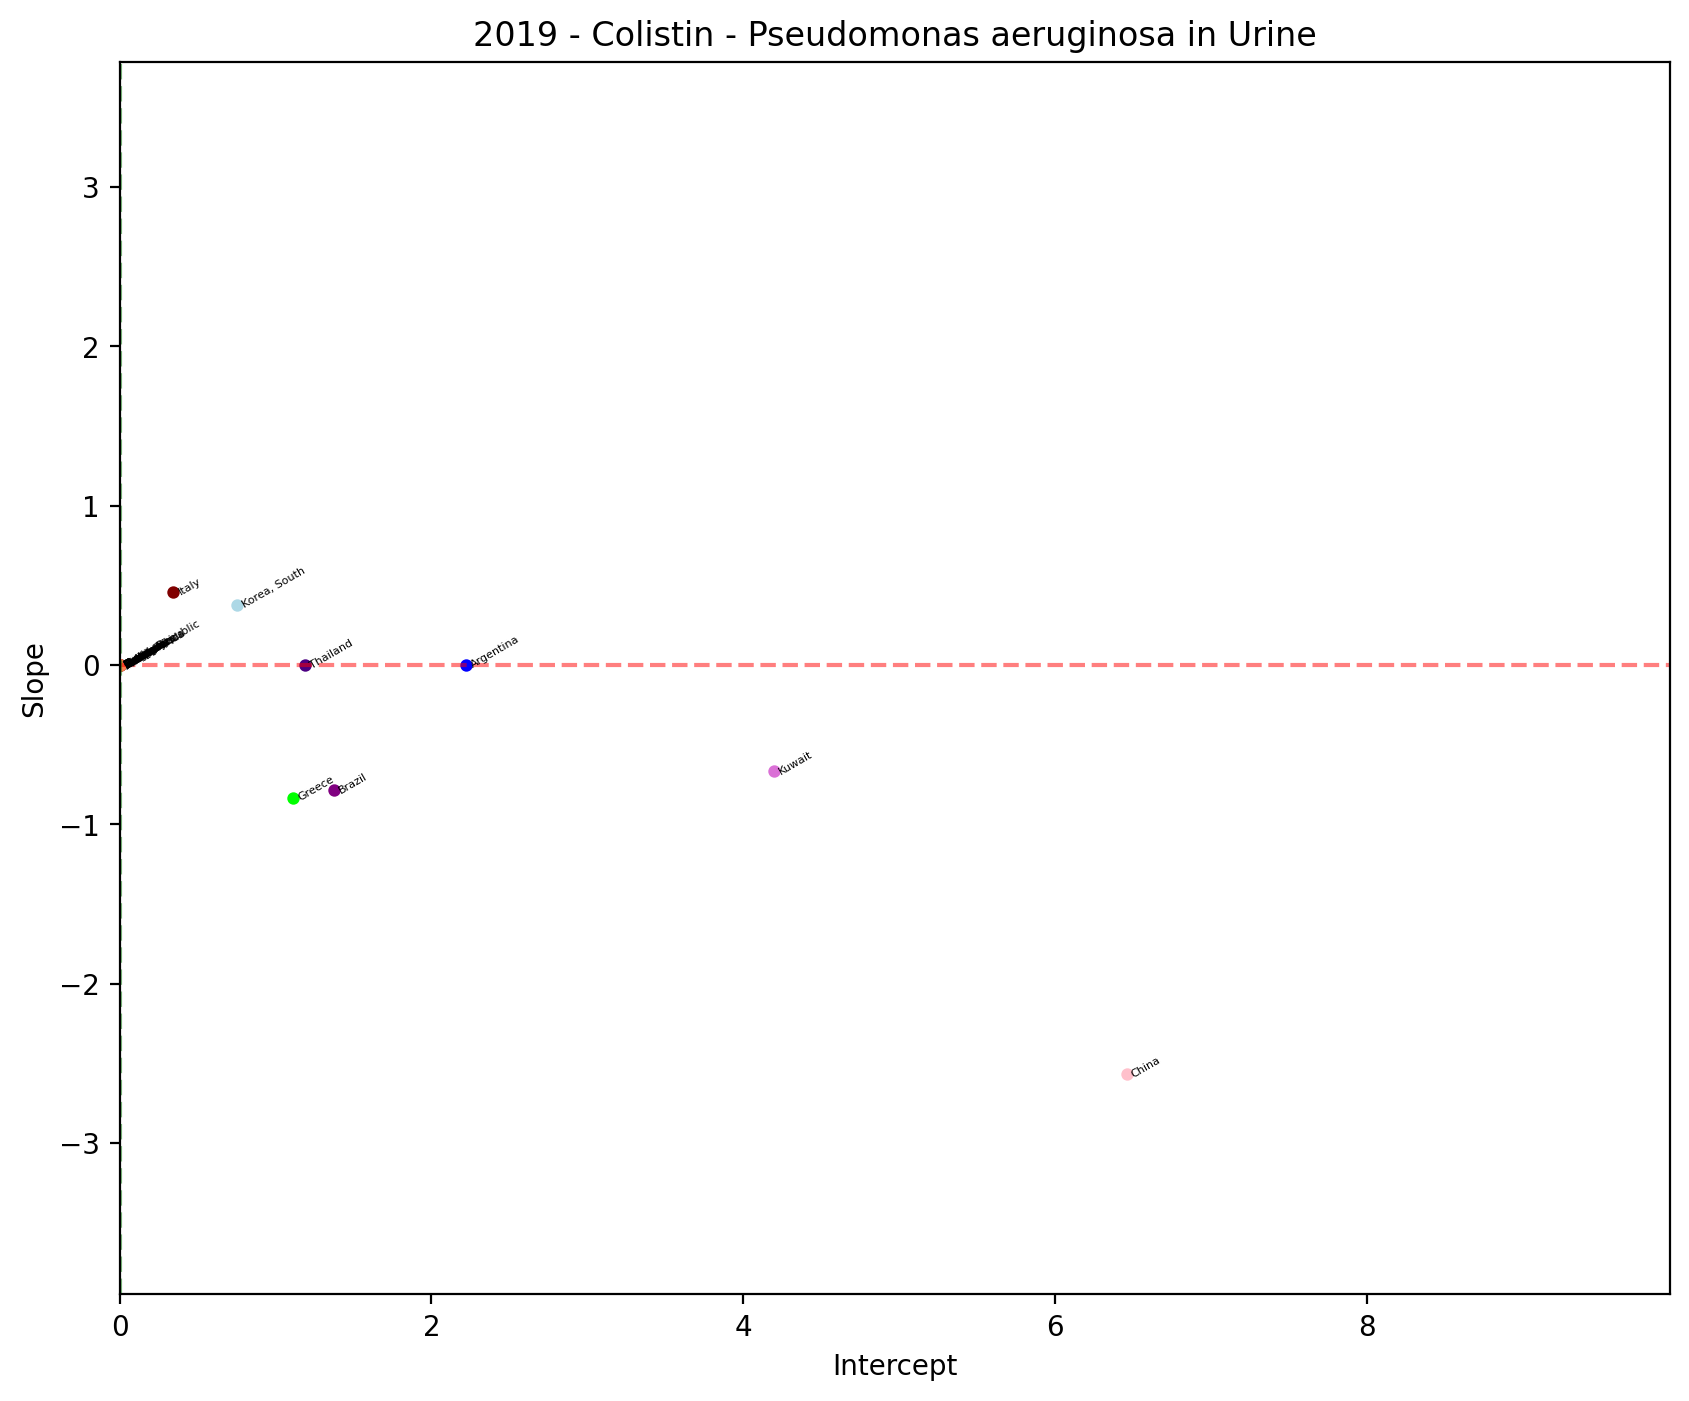 2019 - Colistin - Pseudomonas aeruginosa in Urine
3
2
1
0
−1
−2
−3
Slope
Italy
Korea, South
Thailand
Argentina
Greece
Brazil
Kuwait
China
0
2
4
6
8
Intercept